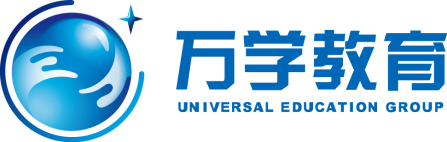 万学教育
UNIVERSAL EDUCATION GROUP